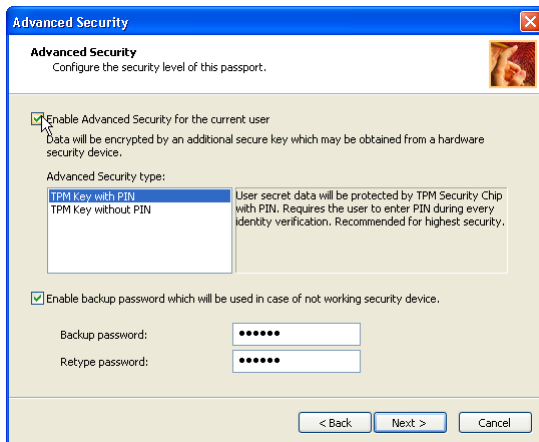 Advanced Security
Advanced Security
Configure the security level of this passport.
Enable Advanced Security for the current user
Data will be encrypted by an additional secure key which may be obtained from a hardware
security device.
Advanced Security type:
TPM Key with PIN
TPM Key without PIN
User secret data will be protected by TPM Security Chip
with PIN. Requires the user to enter PIN during every
identity verification. Recommended for highest security.
Enable backup password which will be used in case of not working security device.
Backup password: ●●●●●●
Retype password: ●●●●●●
< Back Next > Cancel